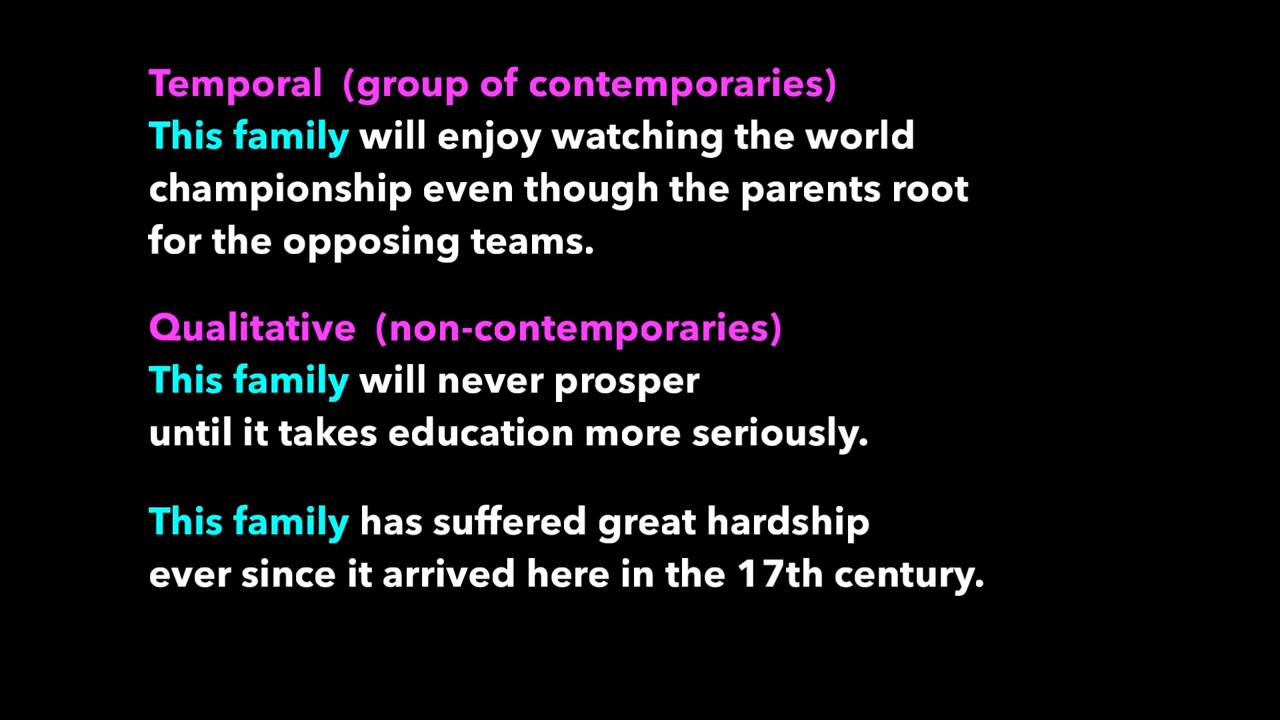 Temporal (group of contemporaries)
This family will enjoy watching the world
championship even though the parents root
for the opposing teams.
Qualitative (non-contemporaries)
This family will never prosper
until it takes education more seriously.
This family has suffered great hardship
ever since it arrived here in the 17th century.